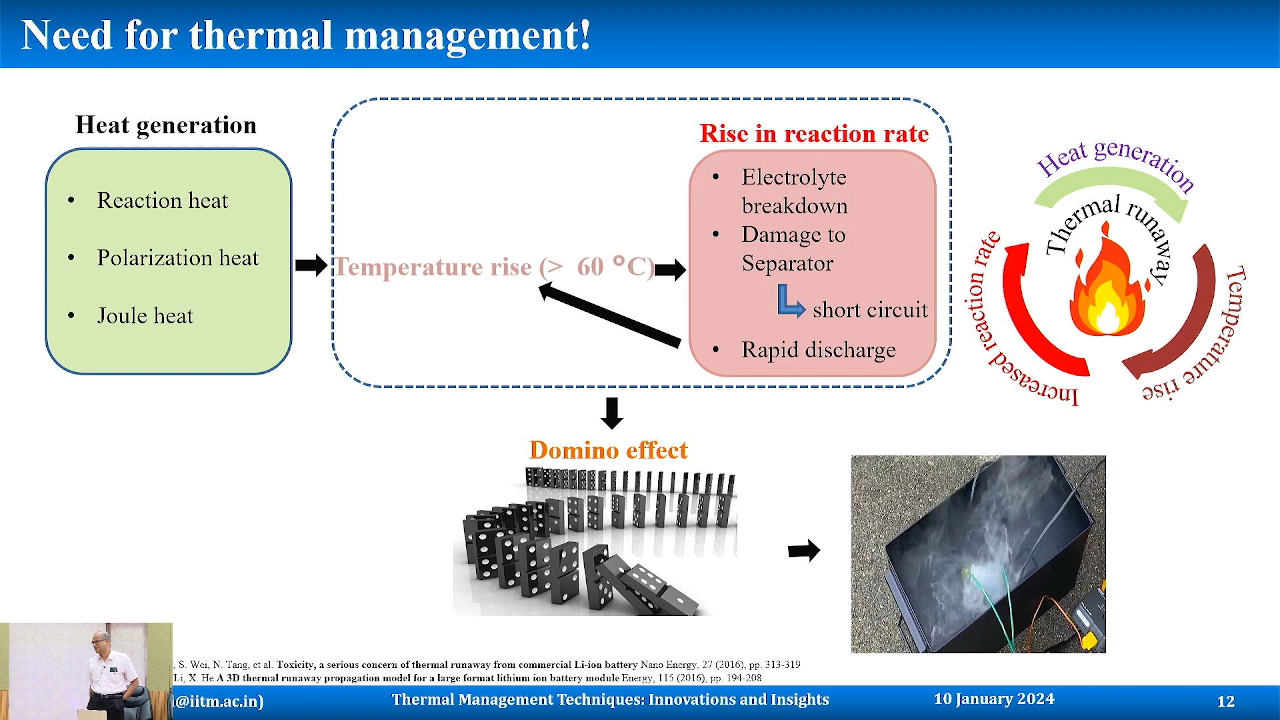 Need for thermal management!
Heat generation
• Reaction heat
• Polarization heat
• Joule heat
Temperature rise (> 60 °C)
Rise in reaction rate
• Electrolyte
breakdown
• Damage to
Separator
short circuit
• Rapid discharge
Heat generation
Thermal runaway
Temperature rise
Increased reaction rate
Domino effect
, S. Wei, N. Tang, et al. Toxicity, a serious concern of thermal runaway from commercial Li-ion battery Nano Energy, 27 (2016), pp. 313-319
Li, X. He A 3D thermal runaway propagation model for a large format lithium ion battery module Energy, 115 (2016), pp. 194-208
i@iitm.ac.in)
Thermal Management Techniques: Innovations and Insights
10 January 2024
12